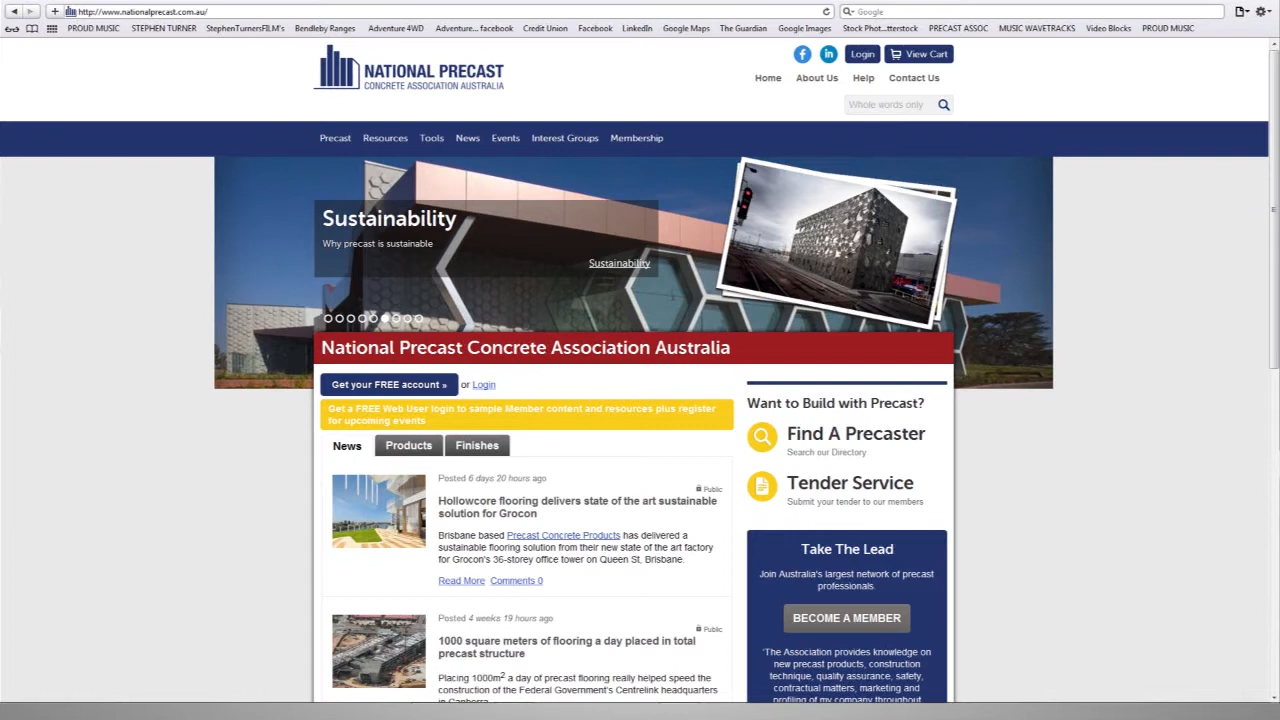 http://www.nationalprecast.com.au/
Google
PROUD MUSIC STEPHEN TURNER StephenTurnerFILM's Bendleby Ranges Adventure 4WD Adventure... facebook Credit Union Facebook LinkedIn Google Maps The Guardian Google Images Stock Phot...tterstock PRECAST ASSOC MUSIC WAVETRACKS Video Blocks PROUD MUSIC
NATIONAL PRECAST
CONCRETE ASSOCIATION AUSTRALIA
Login View Cart
Home About Us Help Contact Us
Whole words only
Precast Resources Tools News Events Interest Groups Membership
Sustainability
Why precast is sustainable
Sustainability
National Precast Concrete Association Australia
Get your FREE account » or Login
Get a FREE Web User login to sample Member content and resources plus register
for upcoming events
News Products Finishes
Posted 6 days 20 hours ago
Public
Hollowcore flooring delivers state of the art sustainable
solution for Grocon
Brisbane based Precast Concrete Products has delivered a
sustainable flooring solution from their new state of the art factory
for Grocon's 36-storey office tower on Queen St, Brisbane.
Read More Comments 0
Posted 4 weeks 19 hours ago
Public
1000 square meters of flooring a day placed in total
precast structure
Placing 1000m² a day of precast flooring really helped speed the
construction of the Federal Government's Centrelink headquarters
in Canberra
Want to Build with Precast?
Find A Precaster
Search our Directory
Tender Service
Submit your tender to our members
Take The Lead
Join Australia's largest network of precast
professionals.
BECOME A MEMBER
'The Association provides knowledge on
new precast products, construction
technique, quality assurance, safety,
contractual matters, marketing and
profiling of my company throughout